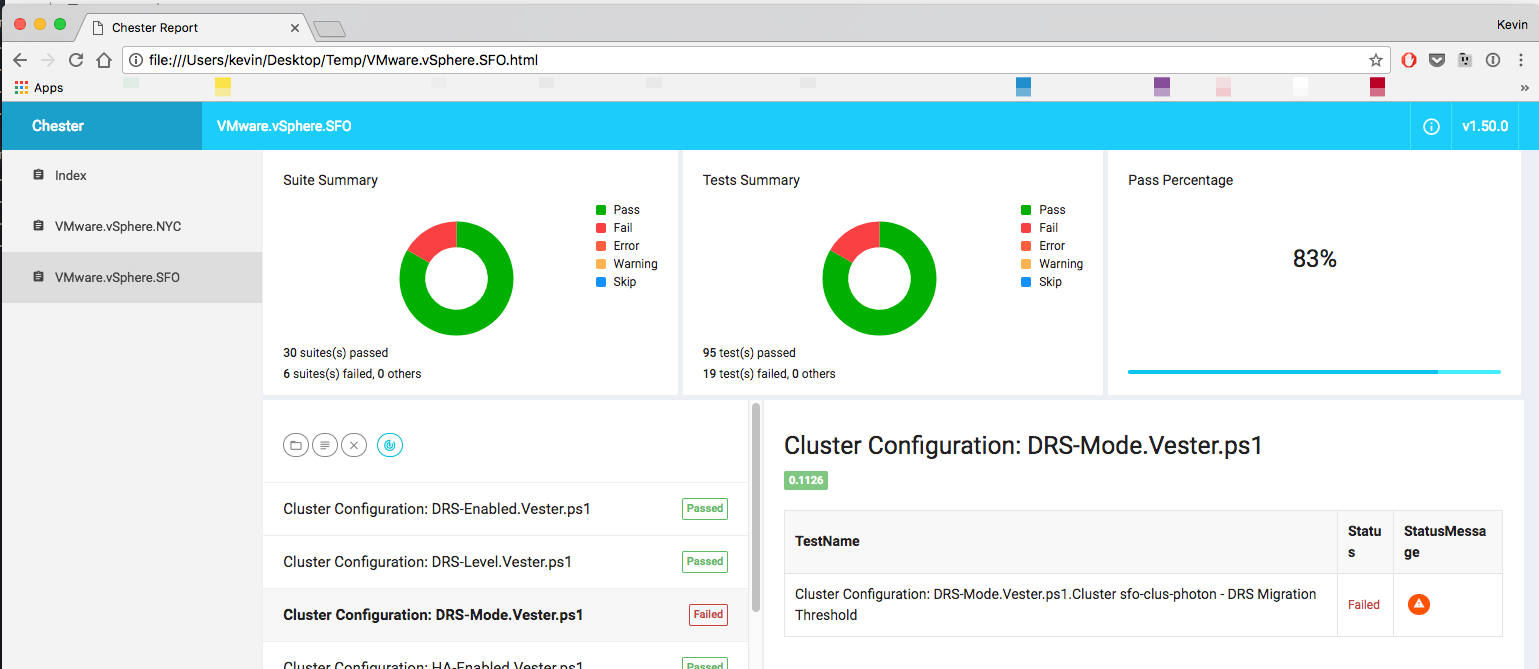 Chester Report
Kevin
file:///Users/kevin/Desktop/Temp/VMware.vSphere.SFO.html
Apps
»
Chester
VMware.vSphere.SFO
v1.50.0
Index
VMware.vSphere.NYC
VMware.vSphere.SFO
Suite Summary
Pass
Fail
Error
Warning
Skip
30 suites(s) passed
6 suites(s) failed, 0 others
Tests Summary
Pass
Fail
Error
Warning
Skip
95 test(s) passed
19 test(s) failed, 0 others
Pass Percentage
83%
Cluster Configuration: DRS-Enabled.Vester.ps1
Passed
Cluster Configuration: DRS-Level.Vester.ps1
Passed
Cluster Configuration: DRS-Mode.Vester.ps1
Failed
Cluster Configuration: HA-Enabled.Vester.ps1
Passed
Cluster Configuration: DRS-Mode.Vester.ps1
0.1126
TestName
Statu
s
StatusMessa
ge
Cluster Configuration: DRS-Mode.Vester.ps1.Cluster sfo-clus-photon - DRS Migration
Threshold
Failed